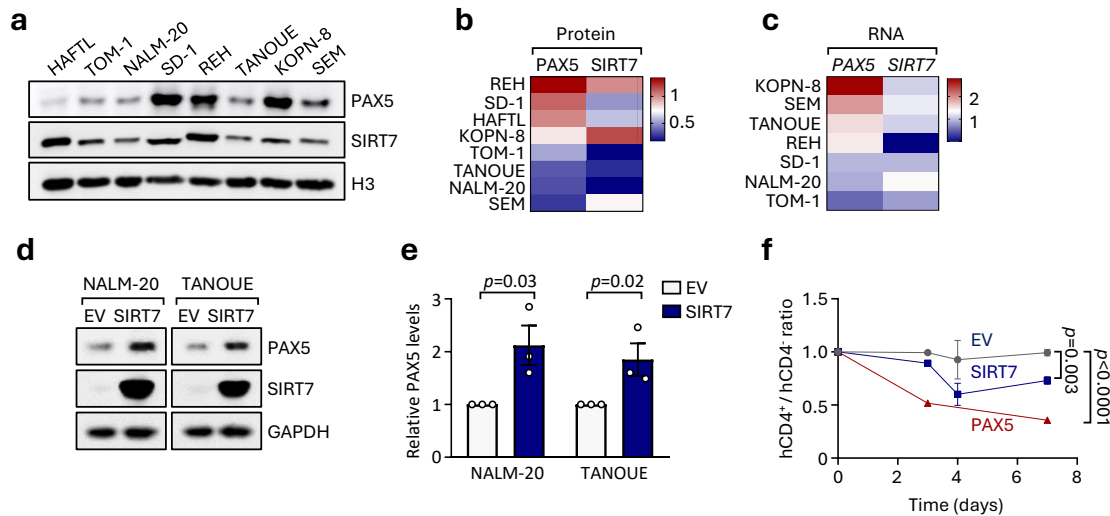 a
HAFTL TOM-1 NALM-20 SD-1 REH TANOUE KOPN-8 SEM
PAX5
SIRT7
H3
b
Protein
PAX5 SIRT7
REH
SD-1
HAFTL
KOPN-8
TOM-1
TANOUE
NALM-20
SEM
1
0.5
c
RNA
PAX5 SIRT7
KOPN-8
SEM
TANOUE
REH
SD-1
NALM-20
TOM-1
2
1
d
NALM-20 TANOUE
EV SIRT7 EV SIRT7
PAX5
SIRT7
GAPDH
e
Relative PAX5 levels
3
2
1
0
p=0.03
p=0.02
EV
SIRT7
NALM-20 TANOUE
f
hCD4⁺ / hCD4⁻ ratio
1.5
1.0
0.5
0
EV
SIRT7
PAX5
p=0.003
p<0.0001
0 2 4 6 8
Time (days)